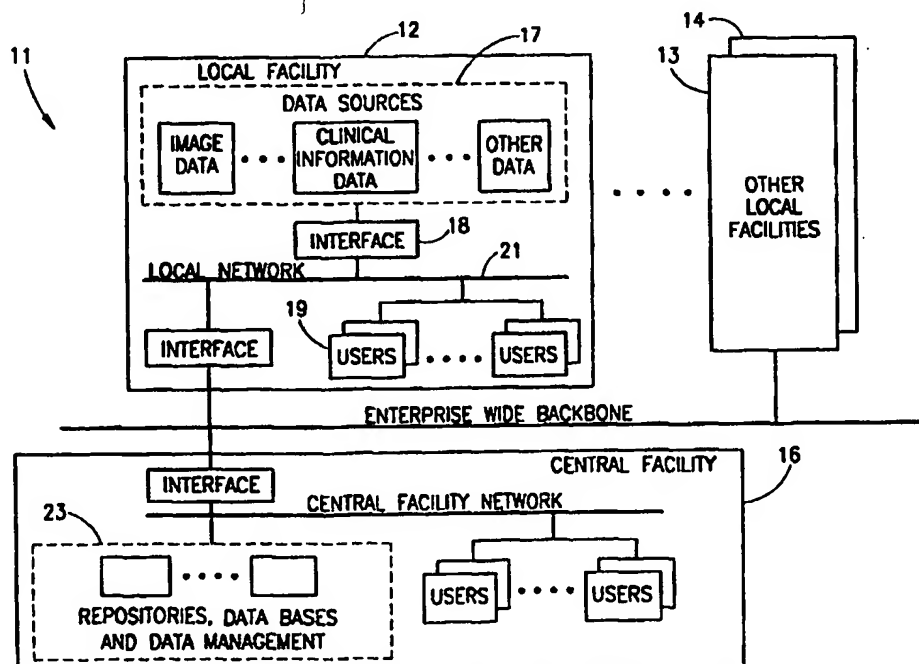 11
12
17
14
13
LOCAL FACILITY
DATA SOURCES
IMAGE
DATA
CLINICAL
INFORMATION
DATA
OTHER
DATA
OTHER
LOCAL
FACILITIES
INTERFACE
18
LOCAL NETWORK
21
INTERFACE
19
USERS
USERS
ENTERPRISE WIDE BACKBONE
CENTRAL FACILITY
16
INTERFACE
CENTRAL FACILITY NETWORK
23
REPOSITORIES, DATA BASES
AND DATA MANAGEMENT
USERS
USERS